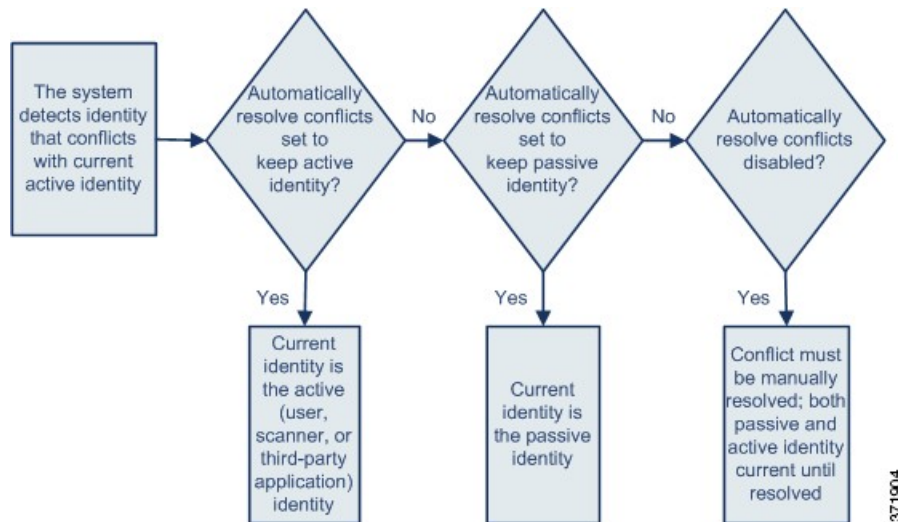 The system
detects identity
that conflicts
with current
active identity
Automatically
resolve conflicts
set to
keep active
identity?
No
Automatically
resolve conflicts
set to
keep passive
identity?
No
Automatically
resolve conflicts
disabled?
Yes
Yes
Yes
Current
identity is
the active
(user,
scanner, or
third-party
application)
identity
Current
identity is
the passive
identity
Conflict must
be manually
resolved; both
passive and
active identity
current until
resolved
371904